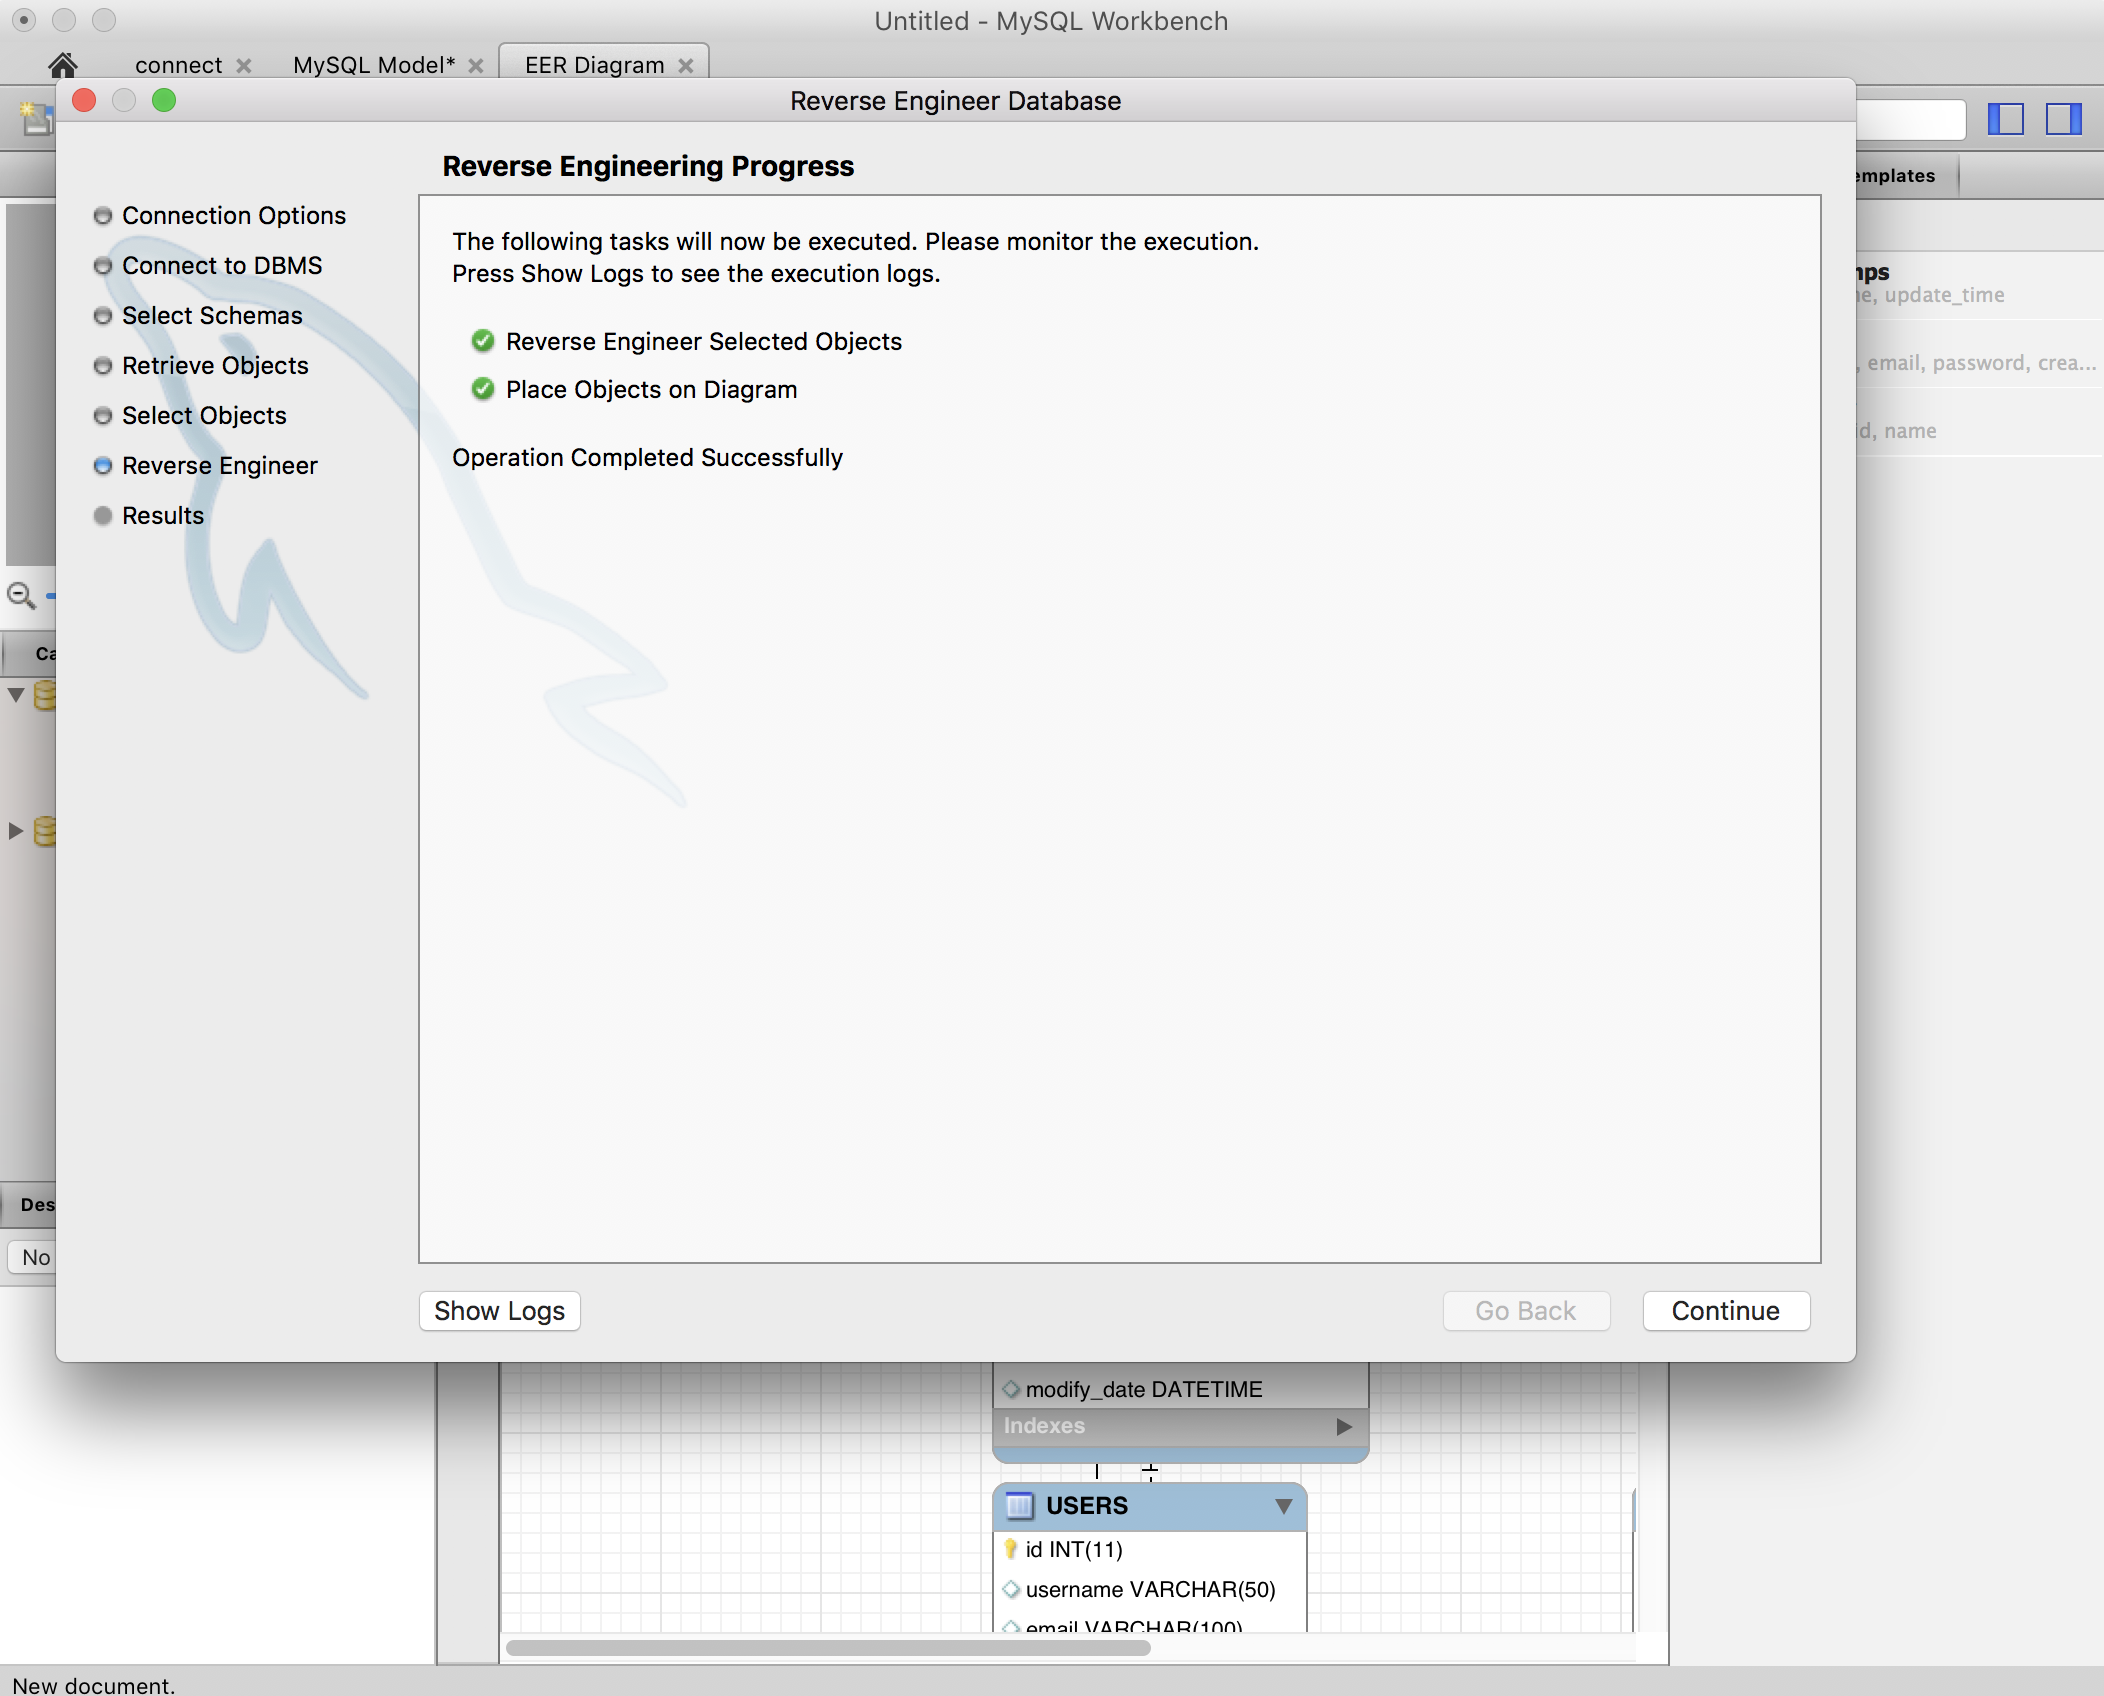 Untitled - MySQL Workbench
connect
MySQL Model*
EER Diagram
Reverse Engineer Database
Reverse Engineering Progress
emplates
Connection Options
Connect to DBMS
Select Schemas
Retrieve Objects
Select Objects
Reverse Engineer
Results
The following tasks will now be executed. Please monitor the execution.
Press Show Logs to see the execution logs.
Reverse Engineer Selected Objects
Place Objects on Diagram
Operation Completed Successfully
nps
ne, update_time
, email, password, crea...
id, name
Ca
Des
No
Show Logs
Go Back
Continue
modify_date DATETIME
Indexes
USERS
id INT(11)
username VARCHAR(50)
email VARCHAR(100)
New document.